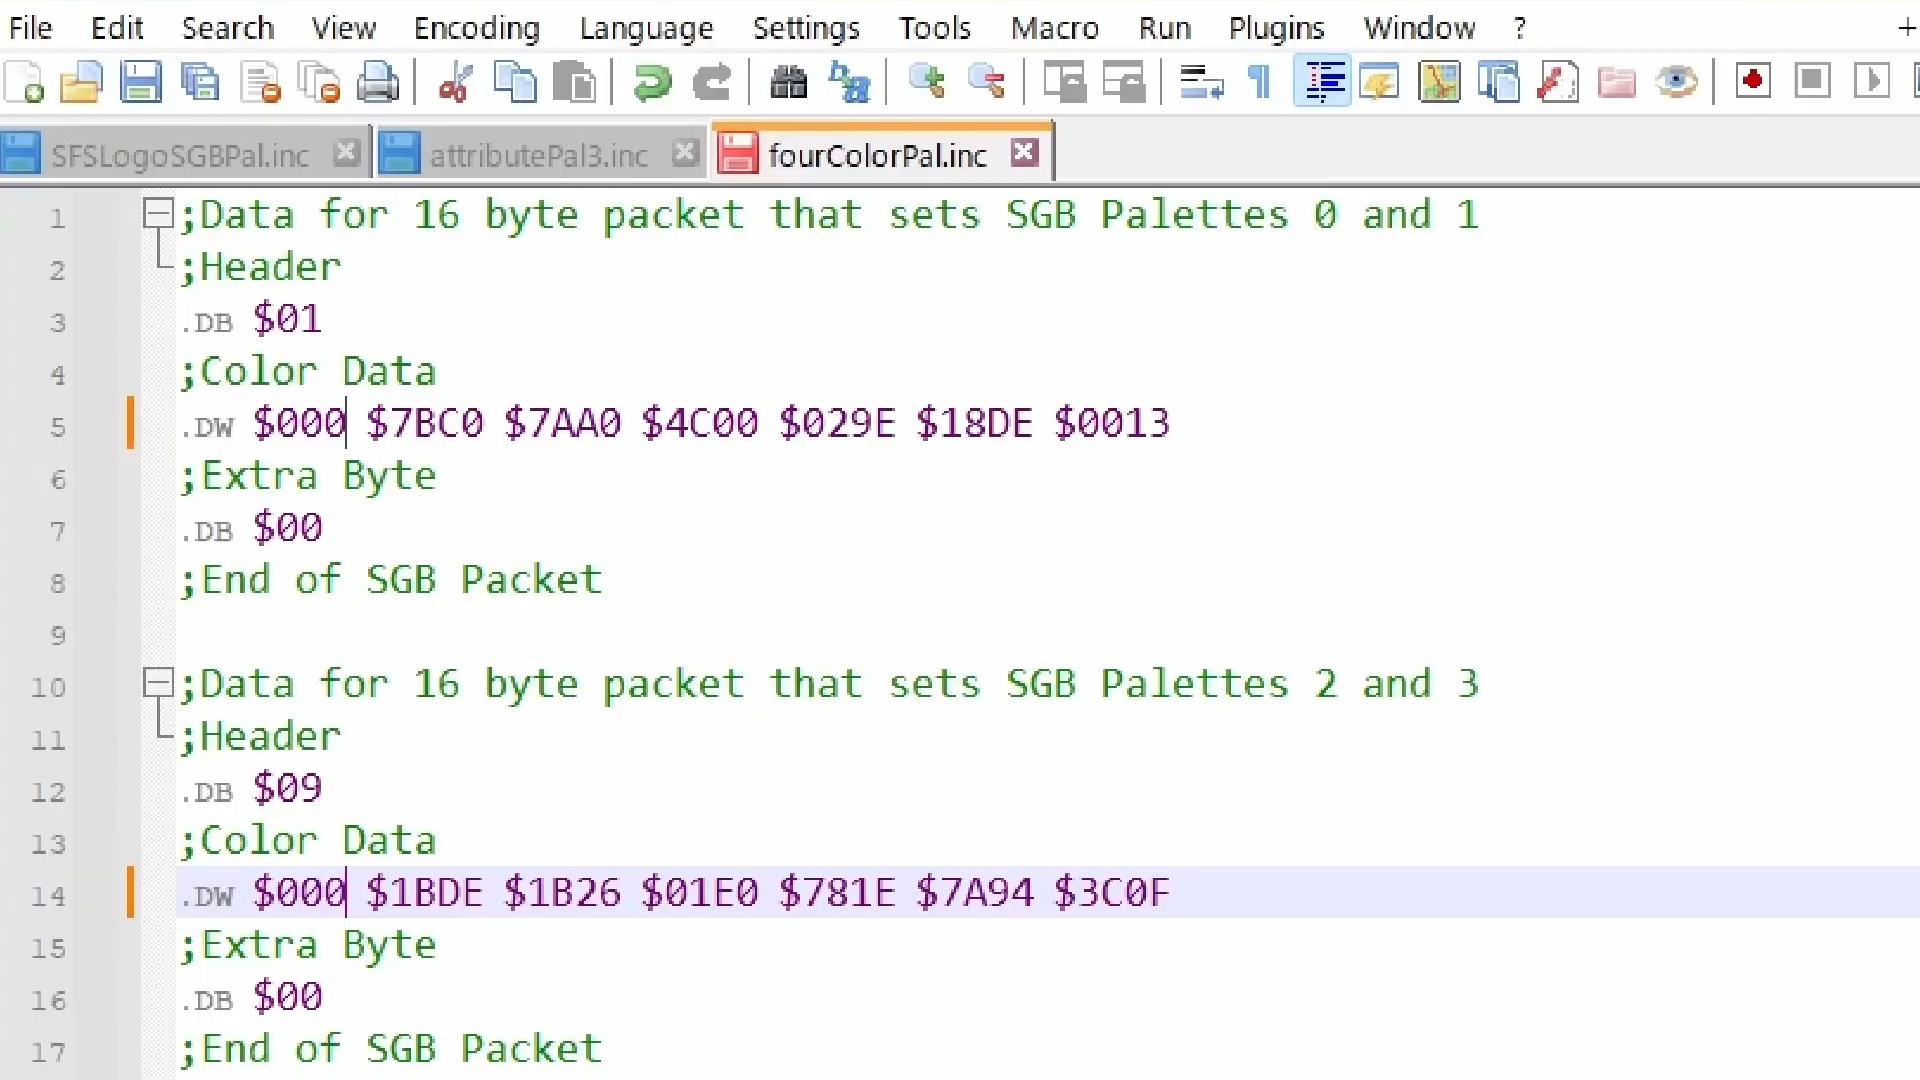 File Edit Search View Encoding Language Settings Tools Macro Run Plugins Window ? +
SFSLogoSGBPal.inc attributePal3.inc fourColorPal.inc
1 ;Data for 16 byte packet that sets SGB Palettes 0 and 1
2 ;Header
3 .DB $01
4 ;Color Data
5 .DW $000 $7BC0 $7AA0 $4C00 $029E $18DE $0013
6 ;Extra Byte
7 .DB $00
8 ;End of SGB Packet
9
10 ;Data for 16 byte packet that sets SGB Palettes 2 and 3
11 ;Header
12 .DB $09
13 ;Color Data
14 .DW $000 $1BDE $1B26 $01E0 $781E $7A94 $3C0F
15 ;Extra Byte
16 .DB $00
17 ;End of SGB Packet